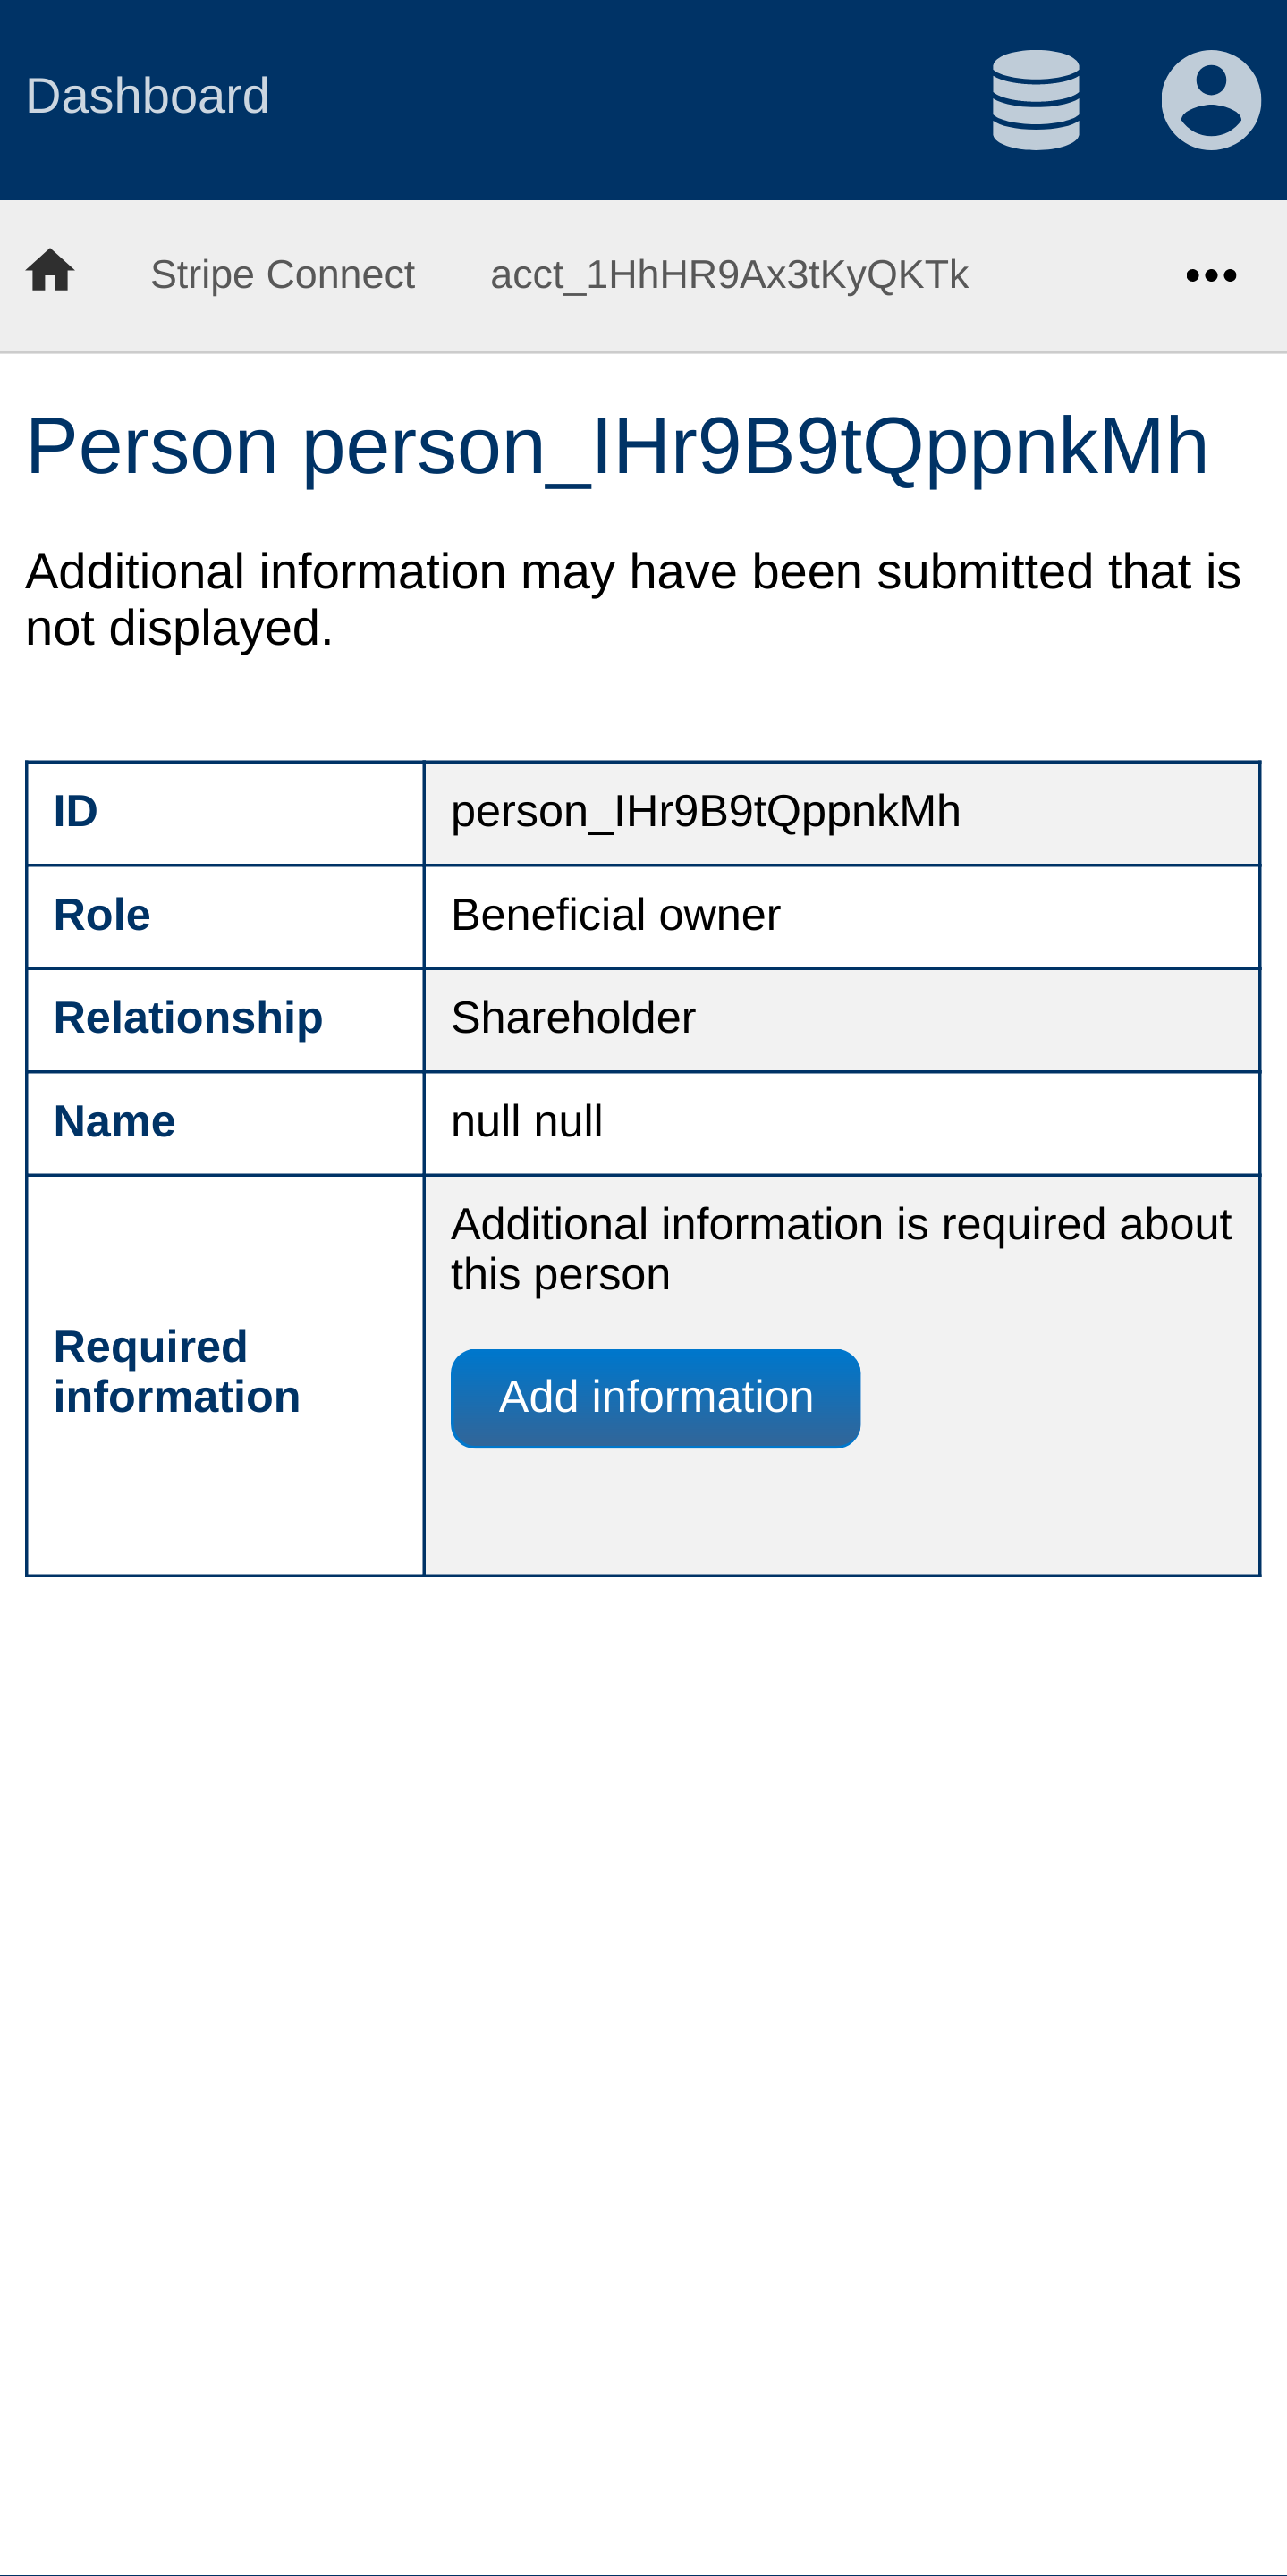 Dashboard
Stripe Connect acct_1HhHR9Ax3tKyQKTk
Person person_IHr9B9tQppnkMh
Additional information may have been submitted that is
not displayed.
ID person_IHr9B9tQppnkMh
Role Beneficial owner
Relationship Shareholder
Name null null
Required
information
Additional information is required about
this person
Add information